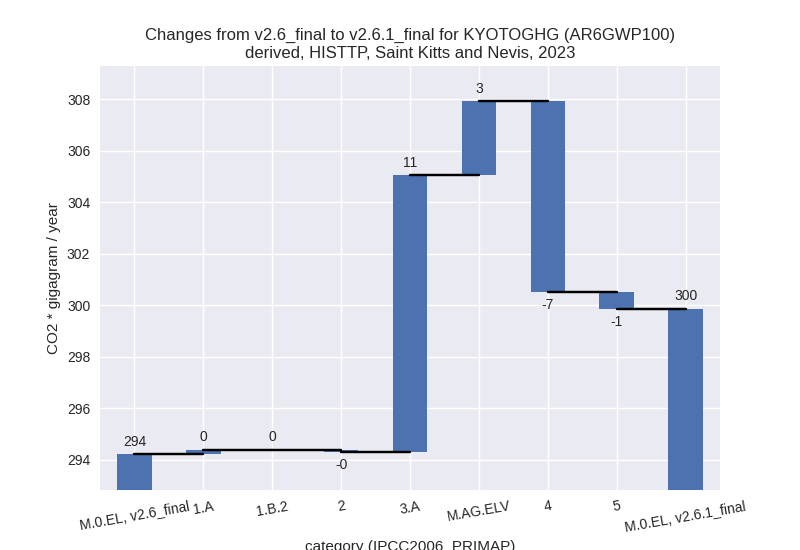 Changes from v2.6_final to v2.6.1_final for KYOTOGHG (AR6GWP100)
derived, HISTTP, Saint Kitts and Nevis, 2023
CO2 * gigagram / year
308
306
304
302
300
298
296
294
294
0
0
-0
11
3
-7
-1
300
M.0.EL, v2.6_final
1.A
1.B.2
2
3.A
M.AG.ELV
4
5
M.0.EL, v2.6.1_final
category (IPCC2006_PRIMAP)